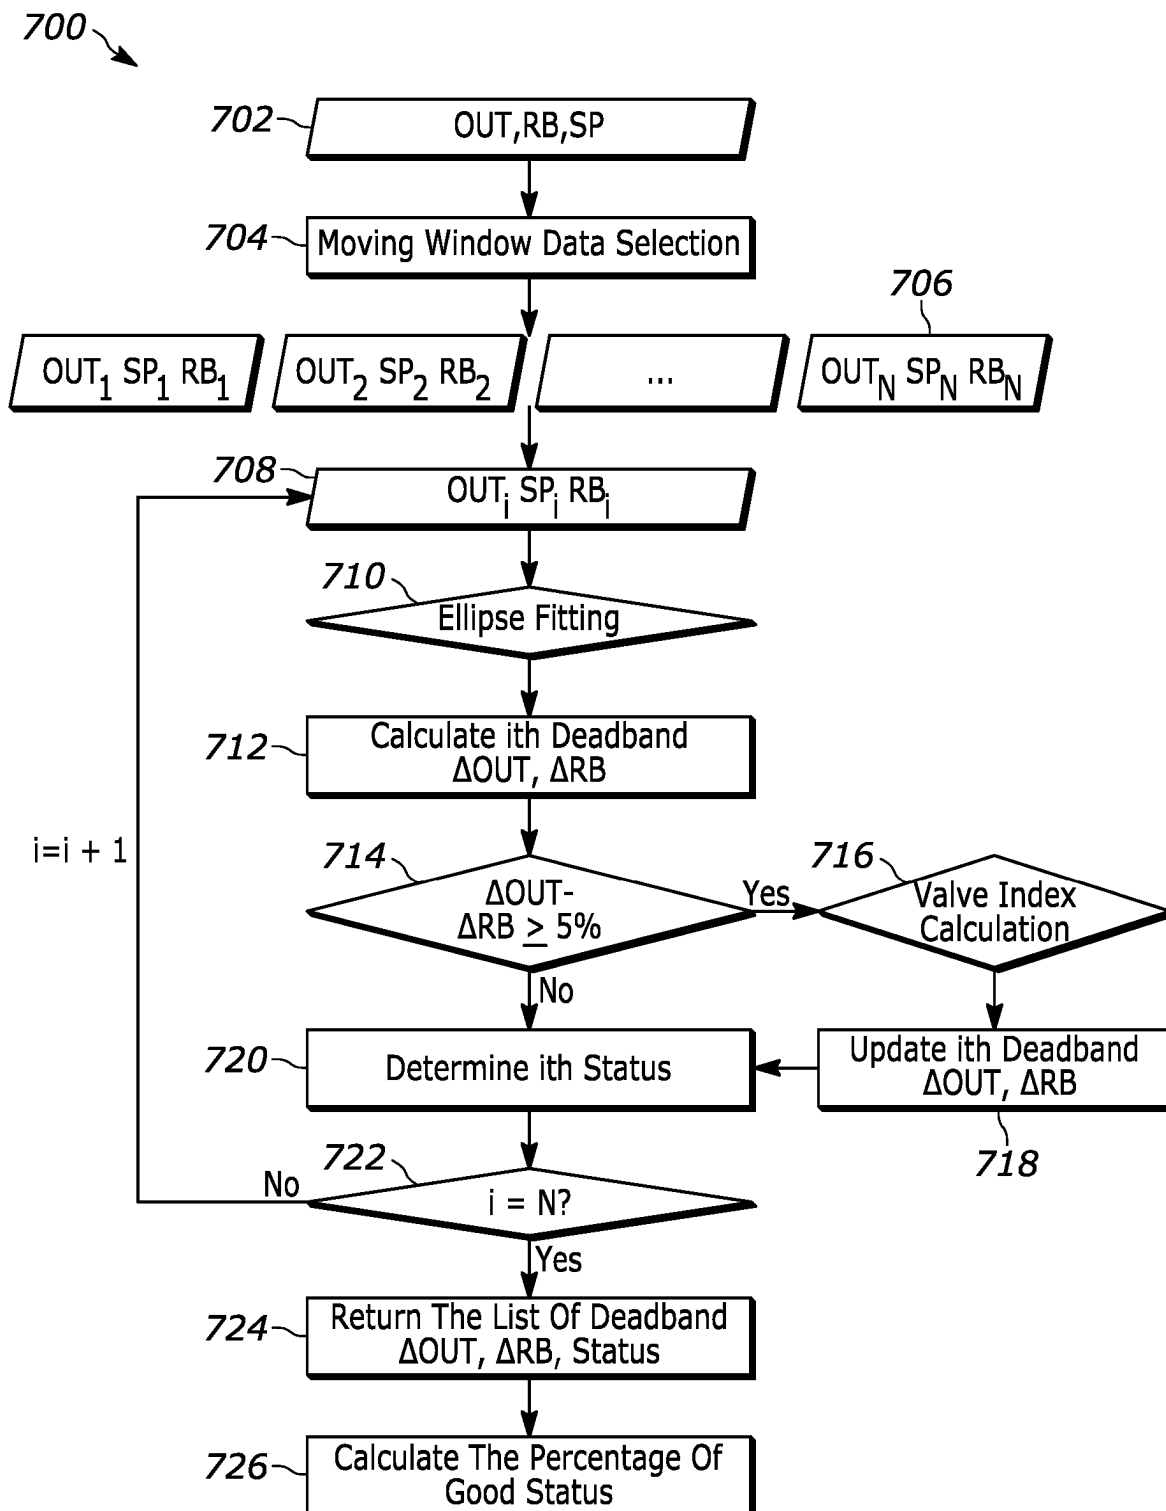 700
702
OUT,RB,SP
704
Moving Window Data Selection
706
OUT₁ SP₁ RB₁
OUT₂ SP₂ RB₂
...
OUT_N SP_N RB_N
708
OUTᵢ SPᵢ RBᵢ
710
Ellipse Fitting
712
Calculate ith Deadband
ΔOUT, ΔRB
i=i + 1
714
ΔOUT-
ΔRB ≥ 5%
Yes
716
Valve Index
Calculation
No
720
Determine ith Status
Update ith Deadband
ΔOUT, ΔRB
718
722
No
i = N?
Yes
724
Return The List Of Deadband
ΔOUT, ΔRB, Status
726
Calculate The Percentage Of
Good Status